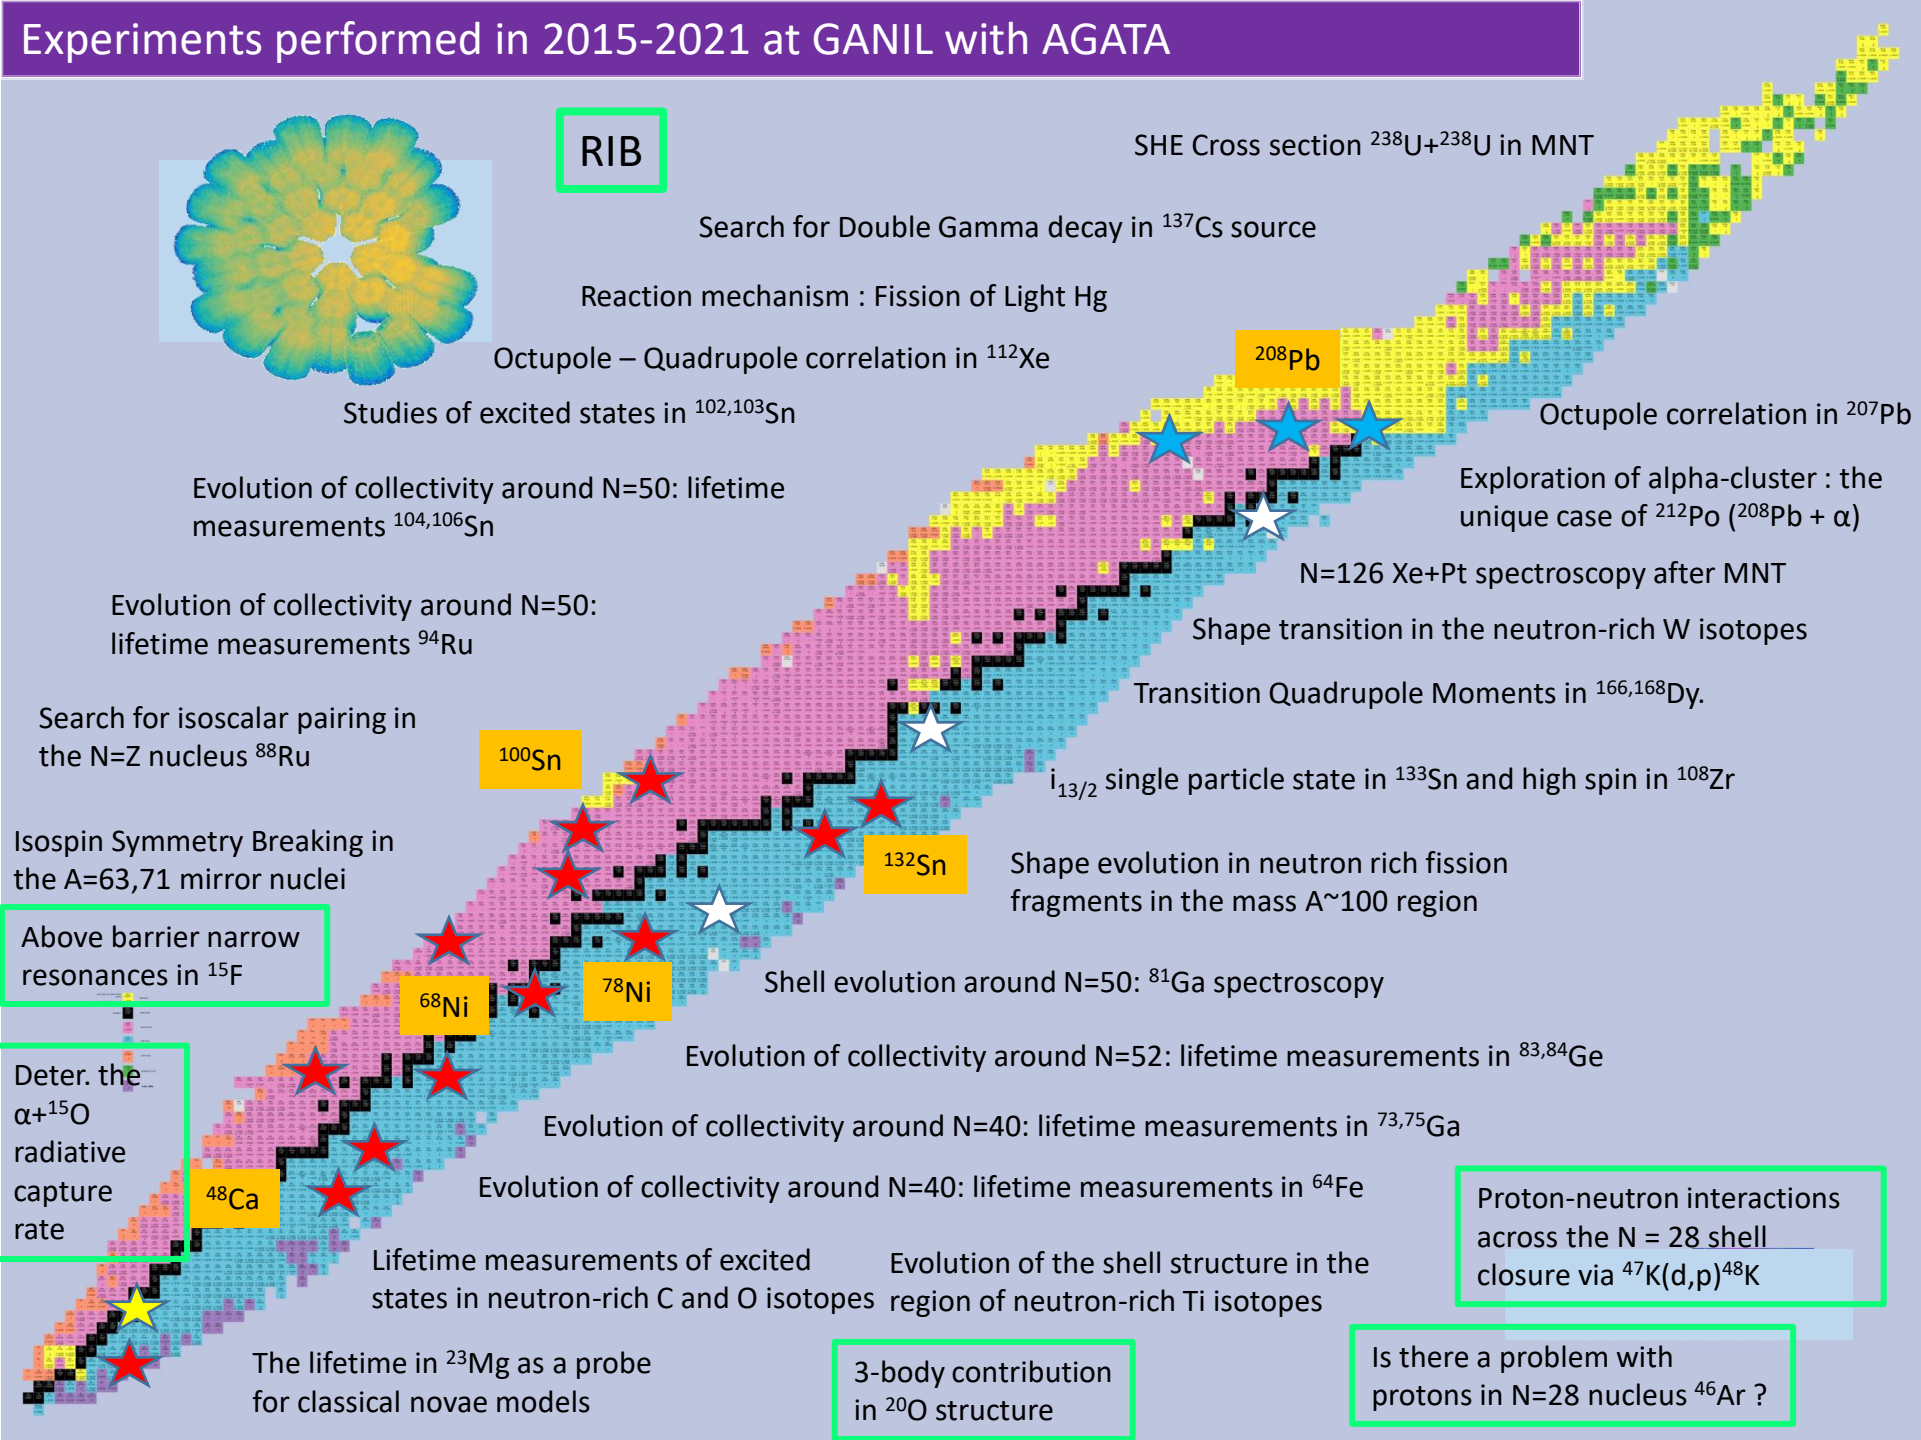 Experiments performed in 2015-2021 at GANIL with AGATA
RIB
SHE Cross section ²³⁸U+²³⁸U in MNT
Search for Double Gamma decay in ¹³⁷Cs source
Reaction mechanism : Fission of Light Hg
Octupole – Quadrupole correlation in ¹¹²Xe
²⁰⁸Pb
Studies of excited states in ¹⁰²,¹⁰³Sn
Octupole correlation in ²⁰⁷Pb
Evolution of collectivity around N=50: lifetime
measurements ¹⁰⁴,¹⁰⁶Sn
Exploration of alpha-cluster : the
unique case of ²¹²Po (²⁰⁸Pb + α)
N=126 Xe+Pt spectroscopy after MNT
Evolution of collectivity around N=50:
lifetime measurements ⁹⁴Ru
Shape transition in the neutron-rich W isotopes
Transition Quadrupole Moments in ¹⁶⁶,¹⁶⁸Dy.
Search for isoscalar pairing in
the N=Z nucleus ⁸⁸Ru
¹⁰⁰Sn
i₁₃/₂ single particle state in ¹³³Sn and high spin in ¹⁰⁸Zr
Isospin Symmetry Breaking in
the A=63,71 mirror nuclei
¹³²Sn
Shape evolution in neutron rich fission
fragments in the mass A~100 region
Above barrier narrow
resonances in ¹⁵F
⁶⁸Ni
⁷⁸Ni
Shell evolution around N=50: ⁸¹Ga spectroscopy
Evolution of collectivity around N=52: lifetime measurements in ⁸³,⁸⁴Ge
Deter. the
α+¹⁵O
radiative
capture
rate
Evolution of collectivity around N=40: lifetime measurements in ⁷³,⁷⁵Ga
⁴⁸Ca
Evolution of collectivity around N=40: lifetime measurements in ⁶⁴Fe
Proton-neutron interactions
across the N = 28 shell
closure via ⁴⁷K(d,p)⁴⁸K
Lifetime measurements of excited
states in neutron-rich C and O isotopes
Evolution of the shell structure in the
region of neutron-rich Ti isotopes
The lifetime in ²³Mg as a probe
for classical novae models
3-body contribution
in ²⁰O structure
Is there a problem with
protons in N=28 nucleus ⁴⁶Ar ?